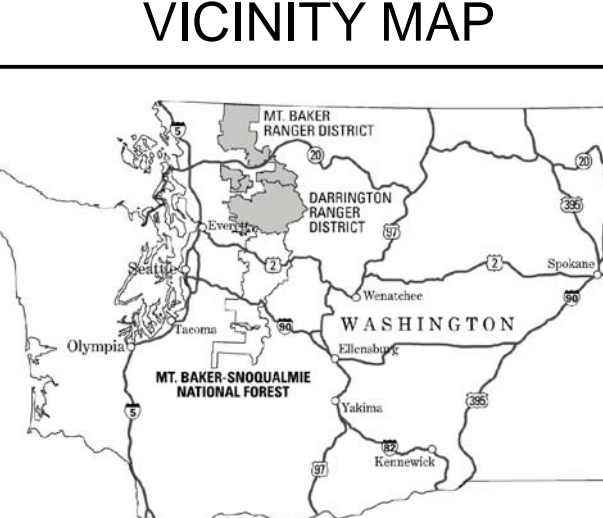 VICINITY MAP
MT. BAKER
RANGER DISTRICT
5
20
20
DARRINGTON
RANGER
DISTRICT
395
Everett
97
Seattle
2
2
Spokane
Wenatchee
90
Tacoma
90
WASHINGTON
Olympia
Ellensburg
MT. BAKER-SNOQUALMIE
NATIONAL FOREST
5
Yakima
395
82
Kennewick
97